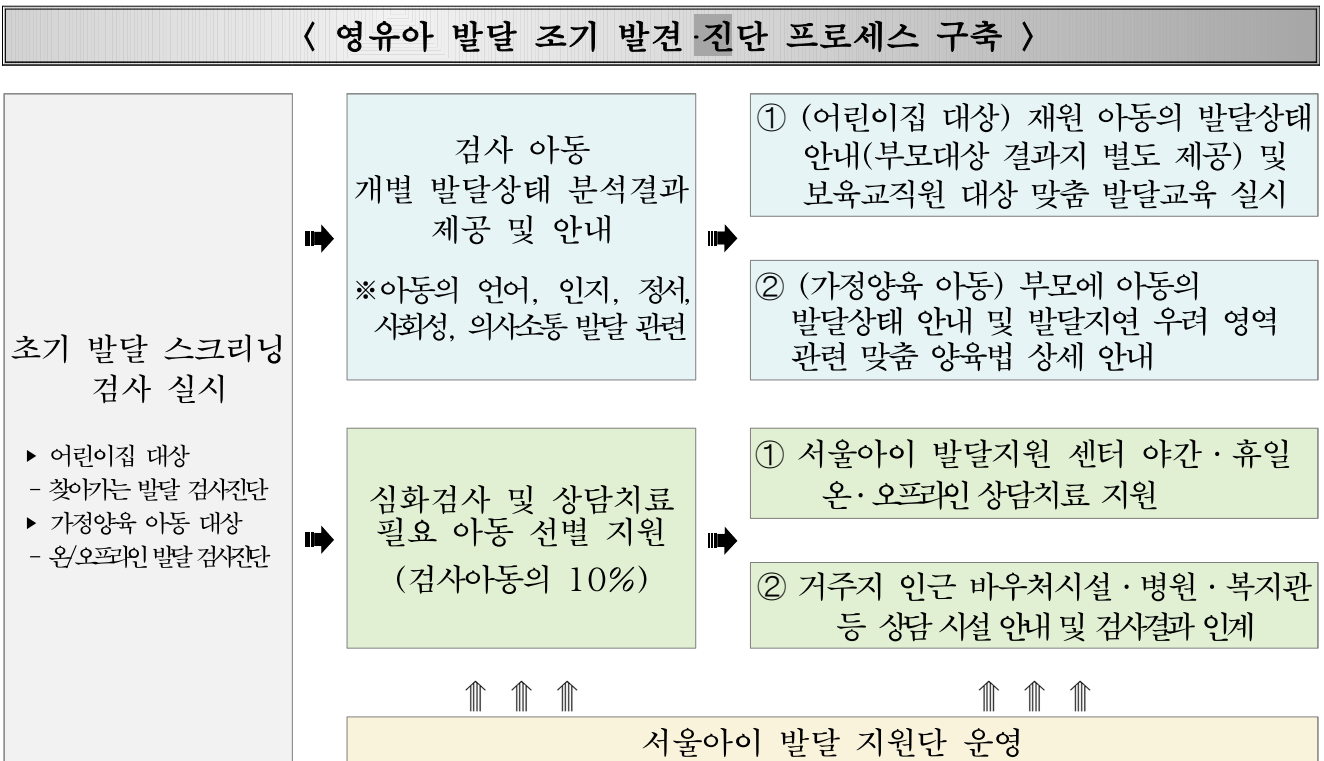 〈 영유아 발달 조기 발견·진단 프로세스 구축 〉
초기 발달 스크리닝
검사 실시
▶ 어린이집 대상
- 찾아가는 발달 검사진단
▶ 가정양육 아동 대상
- 온/오프라인 발달 검사진단
검사 아동
개별 발달상태 분석결과
제공 및 안내
※아동의 언어, 인지, 정서,
사회성, 의사소통 발달 관련
① (어린이집 대상) 재원 아동의 발달상태
안내(부모대상 결과지 별도 제공) 및
보육교직원 대상 맞춤 발달교육 실시
② (가정양육 아동) 부모에 아동의
발달상태 안내 및 발달지연 우려 영역
관련 맞춤 양육법 상세 안내
심화검사 및 상담치료
필요 아동 선별 지원
(검사아동의 10%)
① 서울아이 발달지원 센터 야간·휴일
온·오프라인 상담치료 지원
② 거주지 인근 바우처시설·병원·복지관
등 상담 시설 안내 및 검사결과 인계
서울아이 발달 지원단 운영